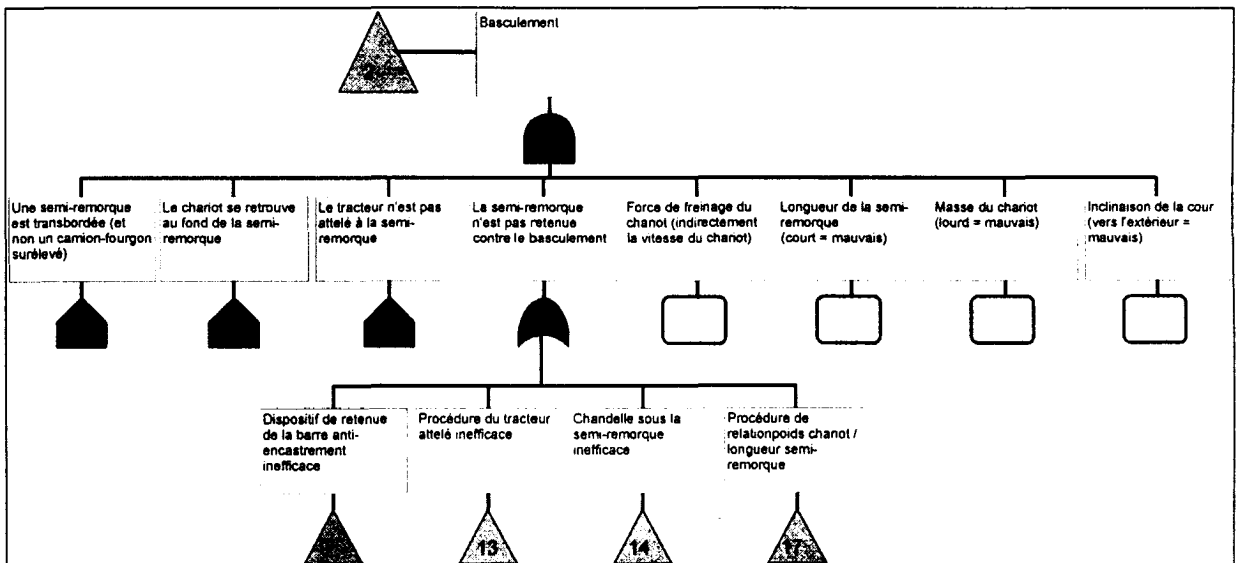 Basculement
2
Une semi-remorque
est transbordée (et
non un camion-fourgon
surélevé)
Le chariot se retrouve
au fond de la semi-
remorque
Le tracteur n'est pas
attelé à la semi-
remorque
La semi-remorque
n'est pas retenue
contre le basculement
Force de freinage du
chariot (indirectement
la vitesse du chariot)
Longueur de la semi-
remorque
(court = mauvais)
Masse du chariot
(lourd = mauvais)
Inclinaison de la cour
(vers l'extérieur =
mauvais)
Dispositif de retenue
de la barre anti-
encastrement
inefficace
Procédure du tracteur
attelé inefficace
Chandelle sous la
semi-remorque
inefficace
Procédure de
relationpoids chariot /
longueur semi-
remorque
13
14
17